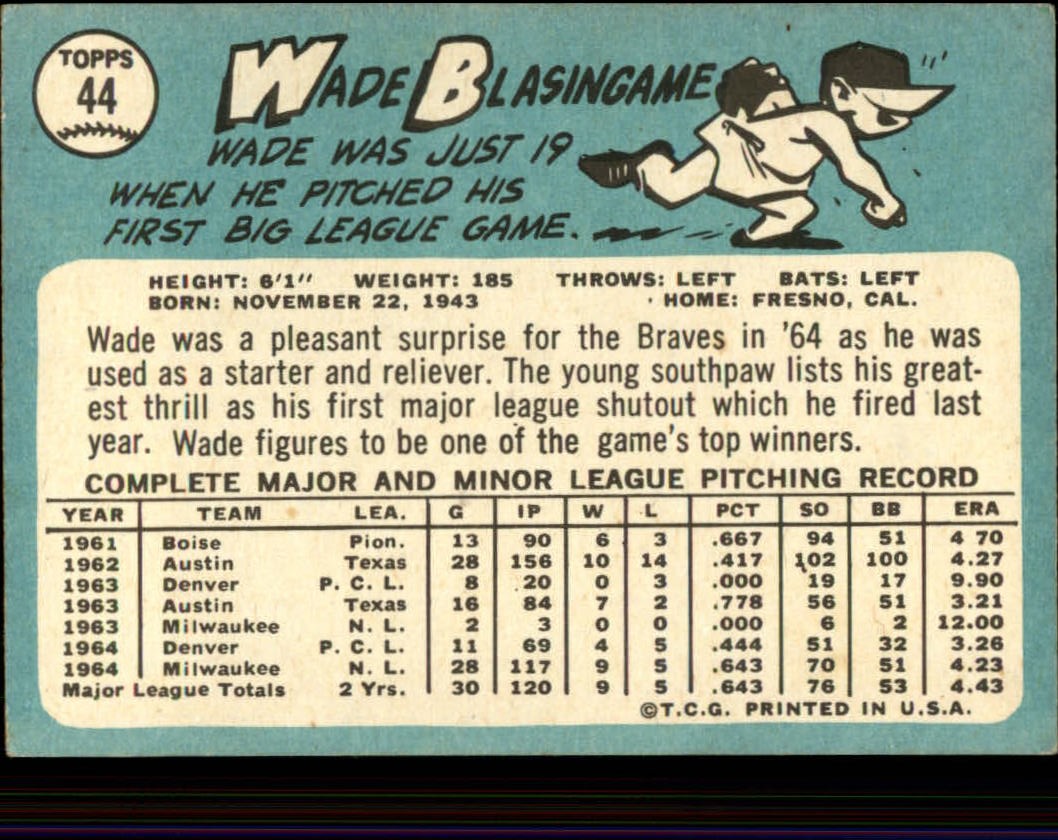 TOPPS
44
WADE BLASINGAME
WADE WAS JUST 19
WHEN HE PITCHED HIS
FIRST BIG LEAGUE GAME.
HEIGHT: 6'1" WEIGHT: 185 THROWS: LEFT BATS: LEFT
BORN: NOVEMBER 22, 1943 HOME: FRESNO, CAL.
Wade was a pleasant surprise for the Braves in '64 as he was
used as a starter and reliever. The young southpaw lists his great-
est thrill as his first major league shutout which he fired last
year. Wade figures to be one of the game's top winners.
COMPLETE MAJOR AND MINOR LEAGUE PITCHING RECORD
YEAR TEAM LEA. G IP W L PCT SO BB ERA
1961 Boise Pion. 13 90 6 3 .667 94 51 4 70
1962 Austin Texas 28 156 10 14 .417 102 100 4.27
1963 Denver P. C. L. 8 20 0 3 .000 19 17 9.90
1963 Austin Texas 16 84 7 2 .778 56 51 3.21
1963 Milwaukee N. L. 2 3 0 0 .000 6 2 12.00
1964 Denver P. C. L. 11 69 4 5 .444 51 32 3.26
1964 Milwaukee N. L. 28 117 9 5 .643 70 51 4.23
Major League Totals 2 Yrs. 30 120 9 5 .643 76 53 4.43
©T.C.G. PRINTED IN U.S.A.